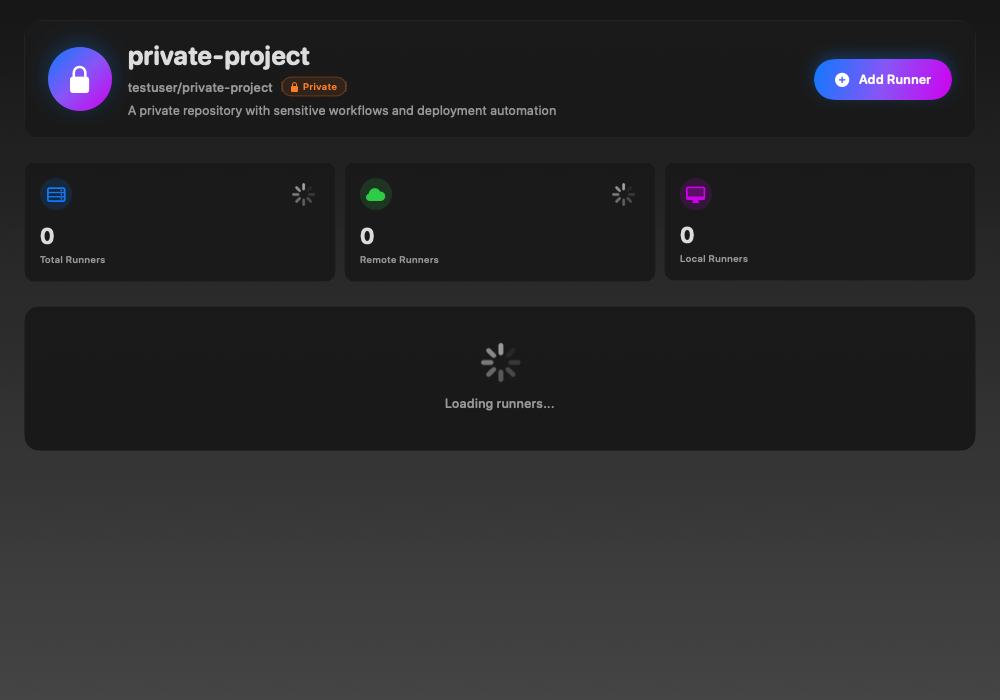 private-project
testuser/private-project Private
A private repository with sensitive workflows and deployment automation
Add Runner
0
Total Runners
0
Remote Runners
0
Local Runners
Loading runners...